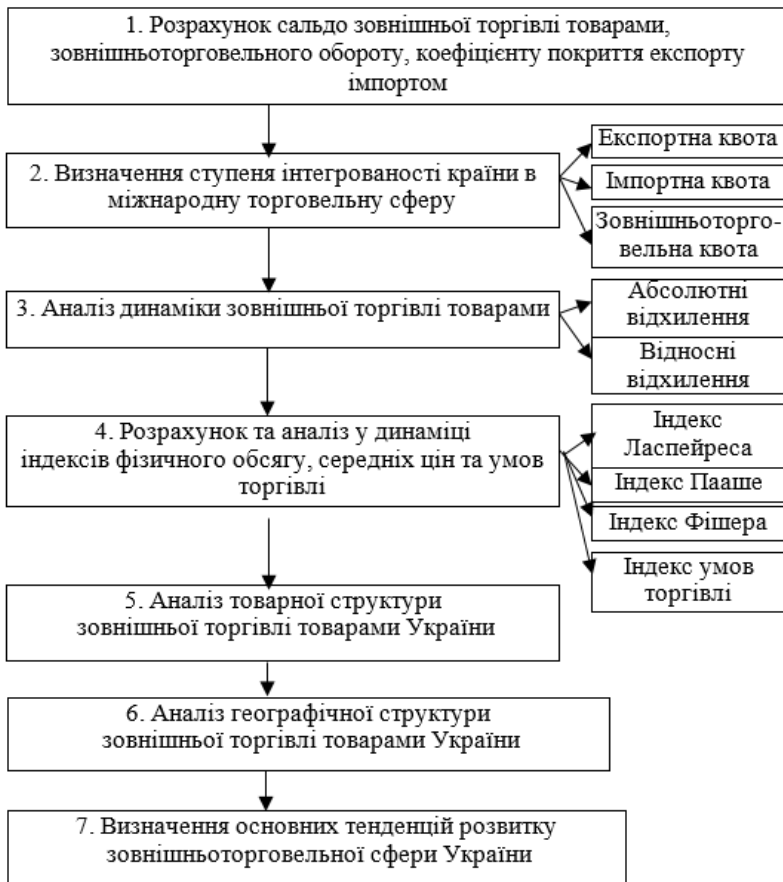 1. Розрахунок сальдо зовнішньої торгівлі товарами,
зовнішньоторговельного обороту, коефіцієнту покриття експорту
імпортом
2. Визначення ступеня інтегрованості країни в
міжнародну торговельну сферу
Експортна квота
Імпортна квота
Зовнішньоторго-
вельна квота
3. Аналіз динаміки зовнішньої торгівлі товарами
Абсолютні
відхилення
Відносні
відхилення
4. Розрахунок та аналіз у динаміці
індексів фізичного обсягу, середніх цін та умов
торгівлі
Індекс
Ласпейреса
Індекс Пааше
Індекс Фішера
Індекс умов
торгівлі
5. Аналіз товарної структури
зовнішньої торгівлі товарами України
6. Аналіз географічної структури
зовнішньої торгівлі товарами України
7. Визначення основних тенденцій розвитку
зовнішньоторговельної сфери України